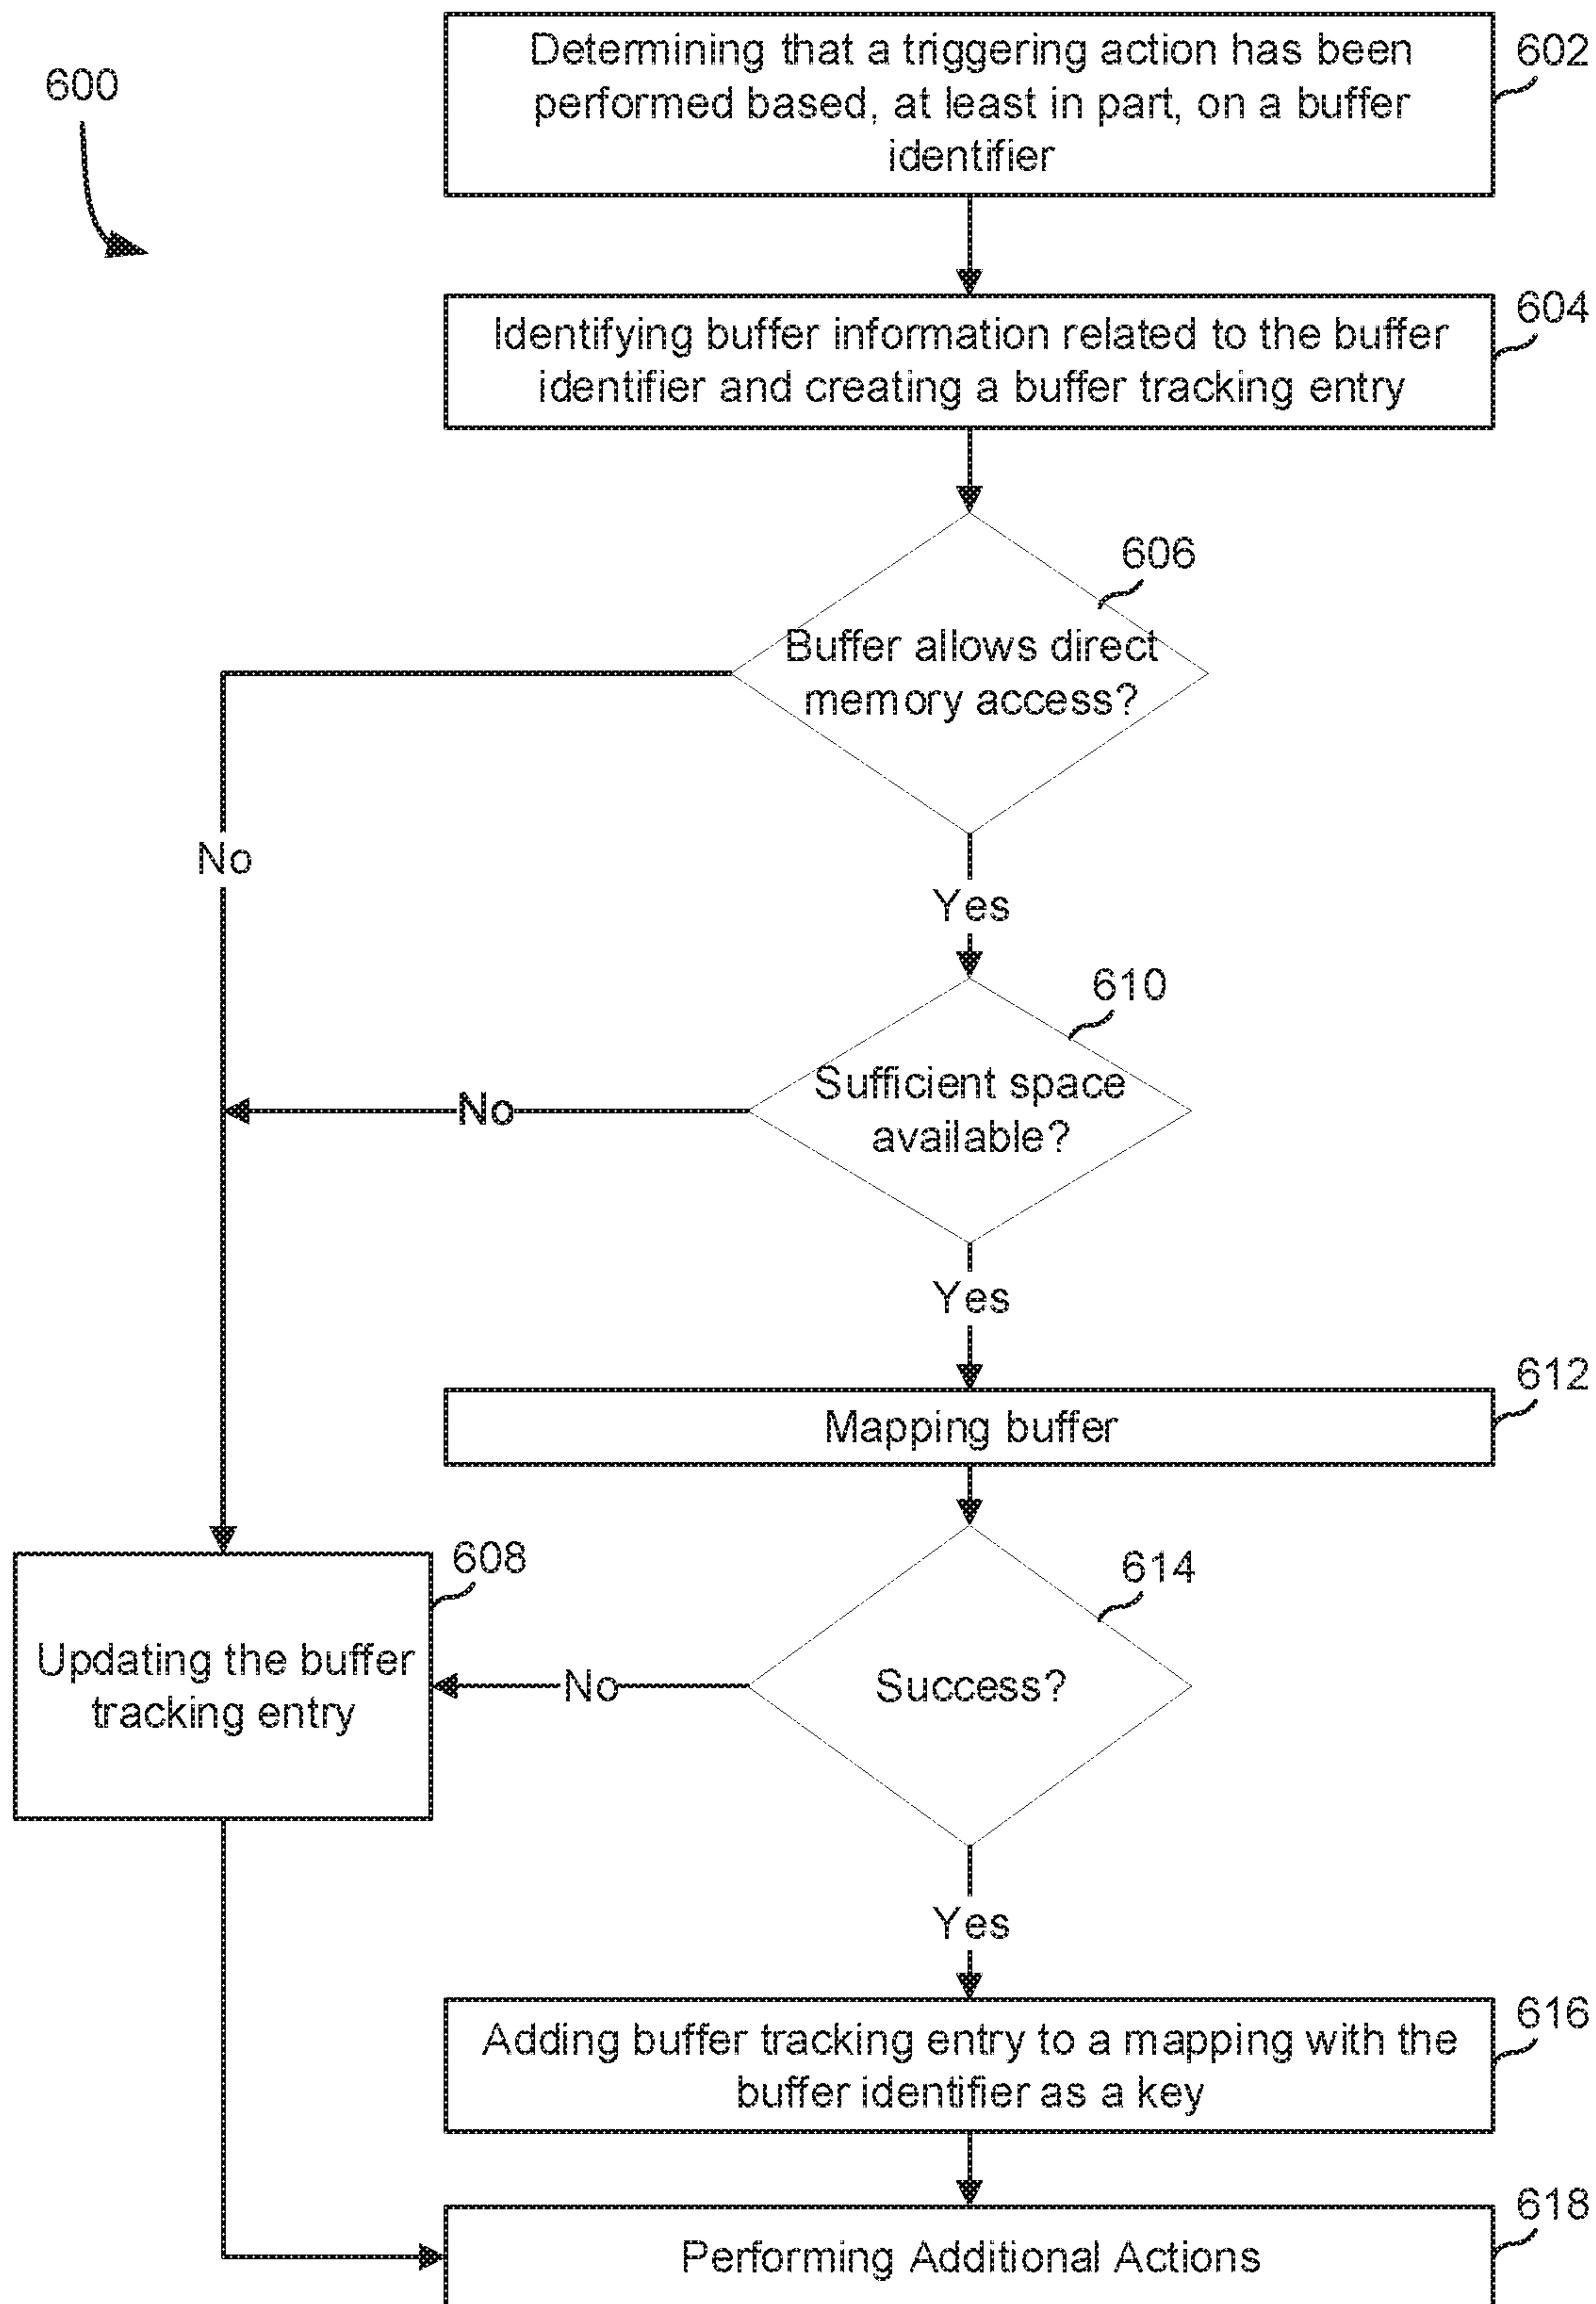 600
Determining that a triggering action has been
performed based, at least in part, on a buffer
identifier
602
Identifying buffer information related to the buffer
identifier and creating a buffer tracking entry
604
606
Buffer allows direct
memory access?
No
Yes
610
Sufficient space
available?
No
Yes
Mapping buffer
612
608
Updating the buffer
tracking entry
614
Success?
No
Yes
Adding buffer tracking entry to a mapping with the
buffer identifier as a key
616
Performing Additional Actions
618